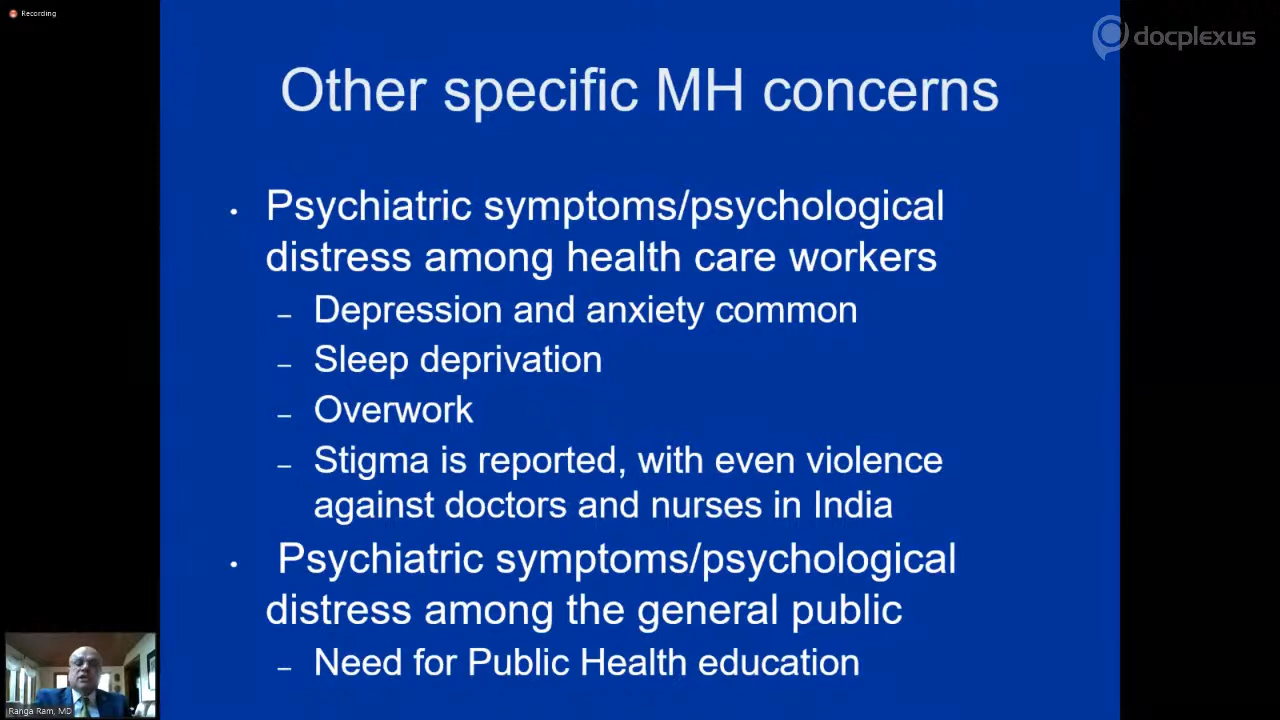 Recording
docplexus
Other specific MH concerns
• Psychiatric symptoms/psychological
distress among health care workers
– Depression and anxiety common
– Sleep deprivation
– Overwork
– Stigma is reported, with even violence
against doctors and nurses in India
• Psychiatric symptoms/psychological
distress among the general public
– Need for Public Health education
Ranga Ram, MD